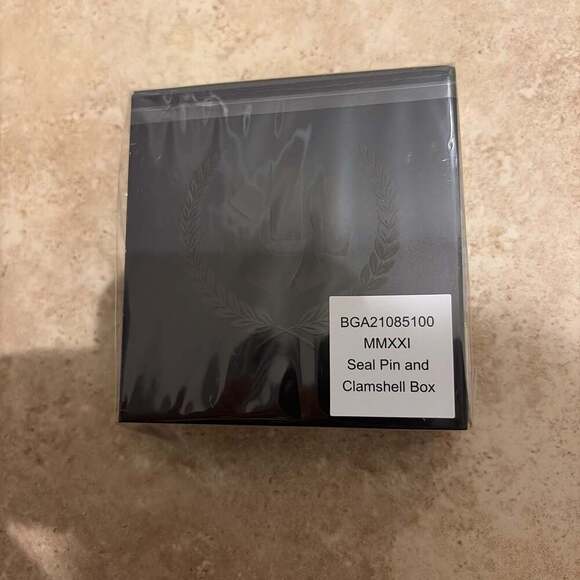 BGA21085100
MMXXI
Seal Pin and
Clamshell Box